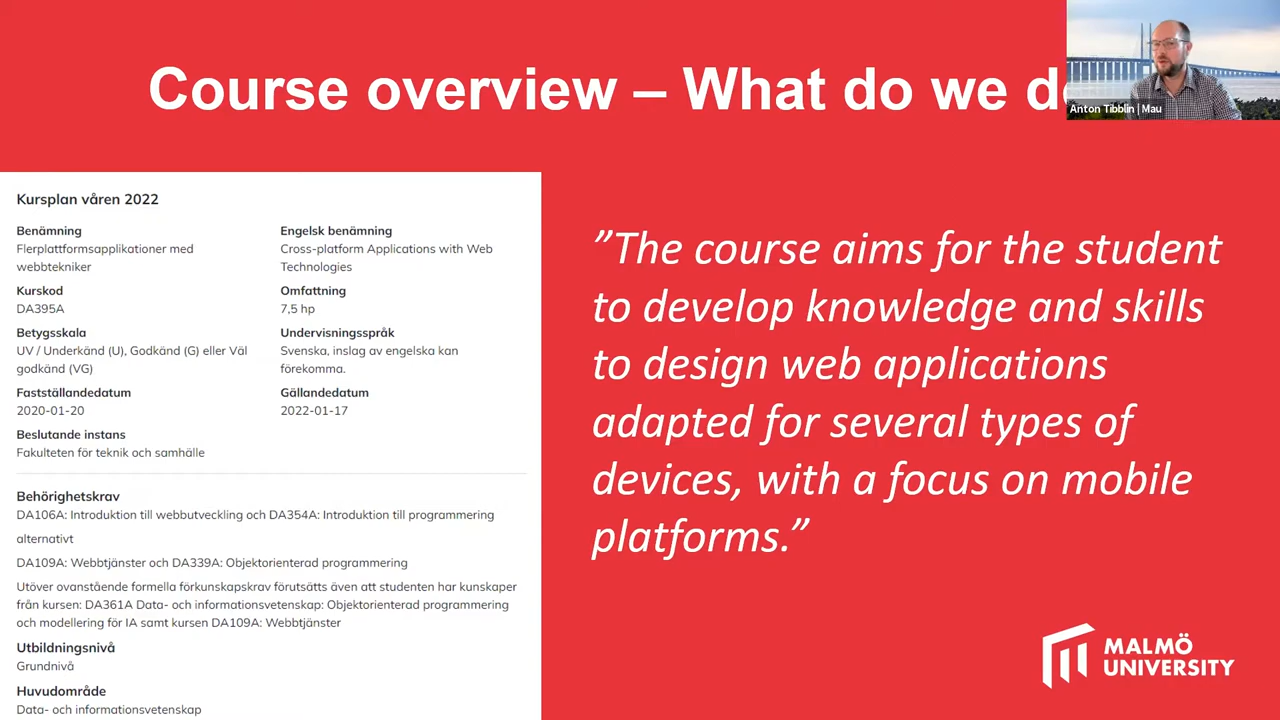 Course overview – What do we d
Anton Tibblin | Mau
Kursplan våren 2022
Benämning
Flerplattformsapplikationer med
webbtekniker
Engelsk benämning
Cross-platform Applications with Web
Technologies
Kurskod
DA395A
Omfattning
7,5 hp
Betygsskala
UV / Underkänd (U), Godkänd (G) eller Väl
godkänd (VG)
Undervisningsspråk
Svenska, inslag av engelska kan
förekomma.
Fastställandedatum
2020-01-20
Gällandedatum
2022-01-17
Beslutande instans
Fakulteten för teknik och samhälle
Behörighetskrav
DA106A: Introduktion till webbutveckling och DA354A: Introduktion till programmering
alternativt
DA109A: Webbtjänster och DA339A: Objektorienterad programmering
Utöver ovanstående formella förkunskapskrav förutsätts även att studenten har kunskaper
från kursen: DA361A Data- och informationsvetenskap: Objektorienterad programmering
och modellering för IA samt kursen DA109A: Webbtjänster
Utbildningsnivå
Grundnivå
Huvudområde
Data- och informationsvetenskap
”The course aims for the student
to develop knowledge and skills
to design web applications
adapted for several types of
devices, with a focus on mobile
platforms.”
MALMÖ
UNIVERSITY